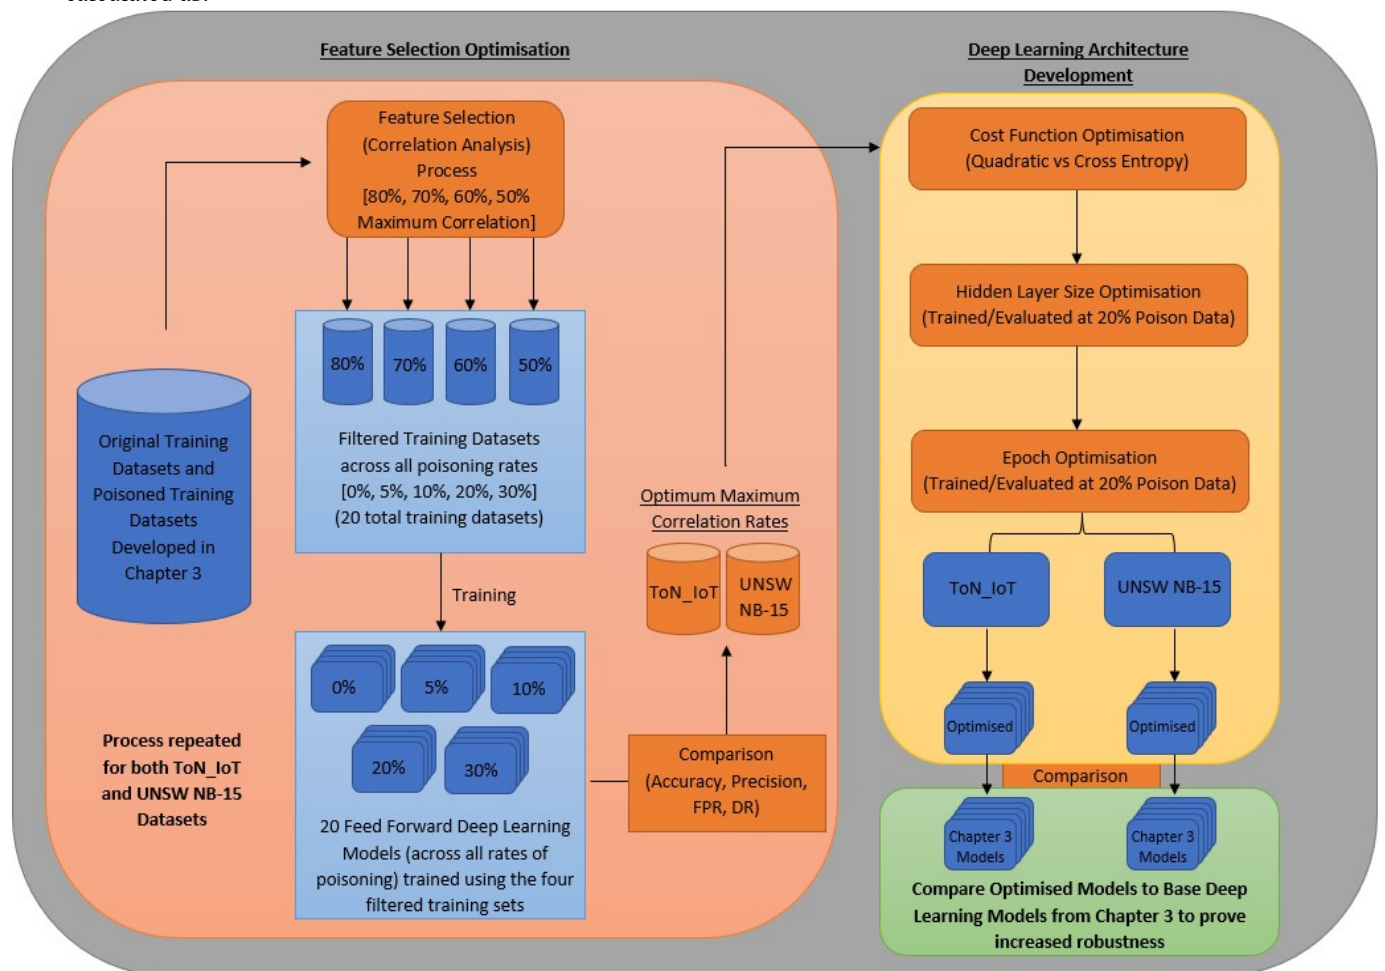 Feature Selection Optimisation
Feature Selection
(Correlation Analysis)
Process
[80%, 70%, 60%, 50%
Maximum Correlation]
80%
70%
60%
50%
Filtered Training Datasets
across all poisoning rates
[0%, 5%, 10%, 20%, 30%]
(20 total training datasets)
Original Training
Datasets and
Poisoned Training
Datasets
Developed in
Chapter 3
Training
0%
5%
10%
20%
30%
20 Feed Forward Deep Learning
Models (across all rates of
poisoning) trained using the four
filtered training sets
Process repeated
for both ToN_IoT
and UNSW NB-15
Datasets
Comparison
(Accuracy, Precision,
FPR, DR)
Optimum Maximum
Correlation Rates
ToN_IoT
UNSW
NB-15
Deep Learning Architecture
Development
Cost Function Optimisation
(Quadratic vs Cross Entropy)
Hidden Layer Size Optimisation
(Trained/Evaluated at 20% Poison Data)
Epoch Optimisation
(Trained/Evaluated at 20% Poison Data)
ToN_IoT
UNSW NB-15
Optimised
Optimised
Comparison
Chapter 3
Models
Chapter 3
Models
Compare Optimised Models to Base Deep
Learning Models from Chapter 3 to prove
increased robustness